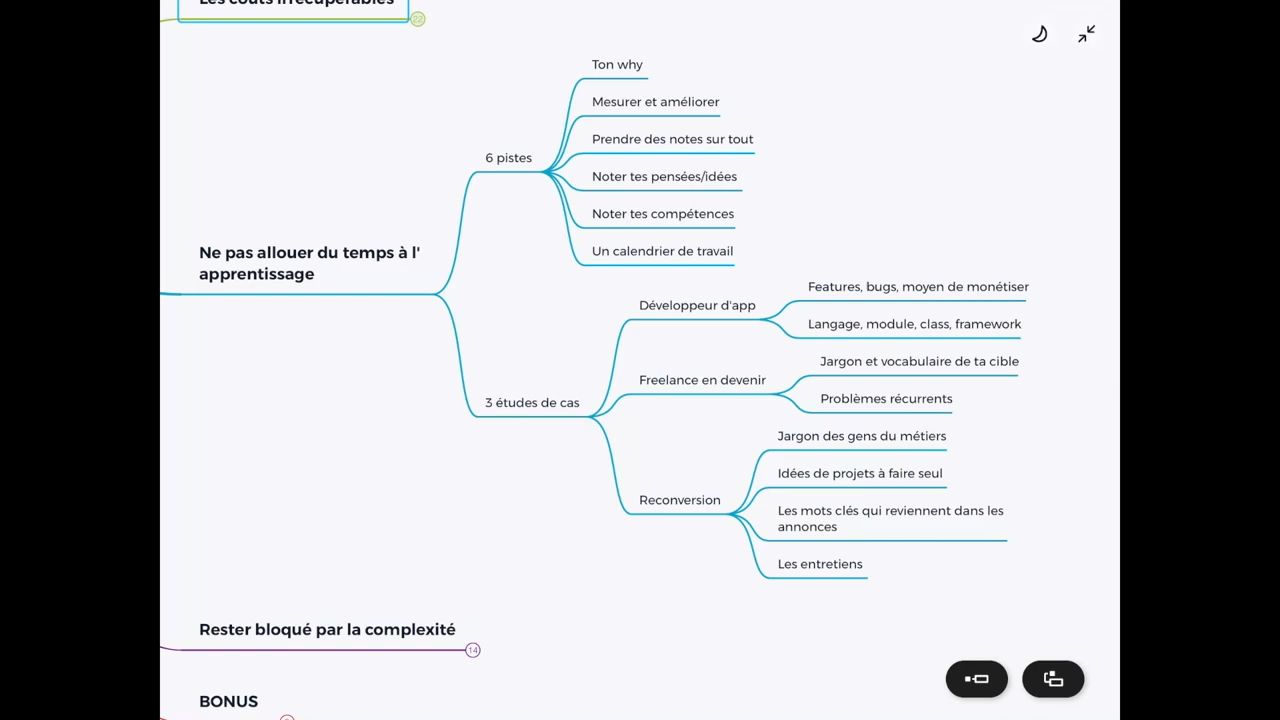 Les coûts irrécupérables
22
Ton why
Mesurer et améliorer
Prendre des notes sur tout
6 pistes
Noter tes pensées/idées
Noter tes compétences
Un calendrier de travail
Ne pas allouer du temps à l'
apprentissage
Features, bugs, moyen de monétiser
Développeur d'app
Langage, module, class, framework
Jargon et vocabulaire de ta cible
Freelance en devenir
Problèmes récurrents
3 études de cas
Jargon des gens du métiers
Idées de projets à faire seul
Reconversion
Les mots clés qui reviennent dans les
annonces
Les entretiens
Rester bloqué par la complexité
14
BONUS